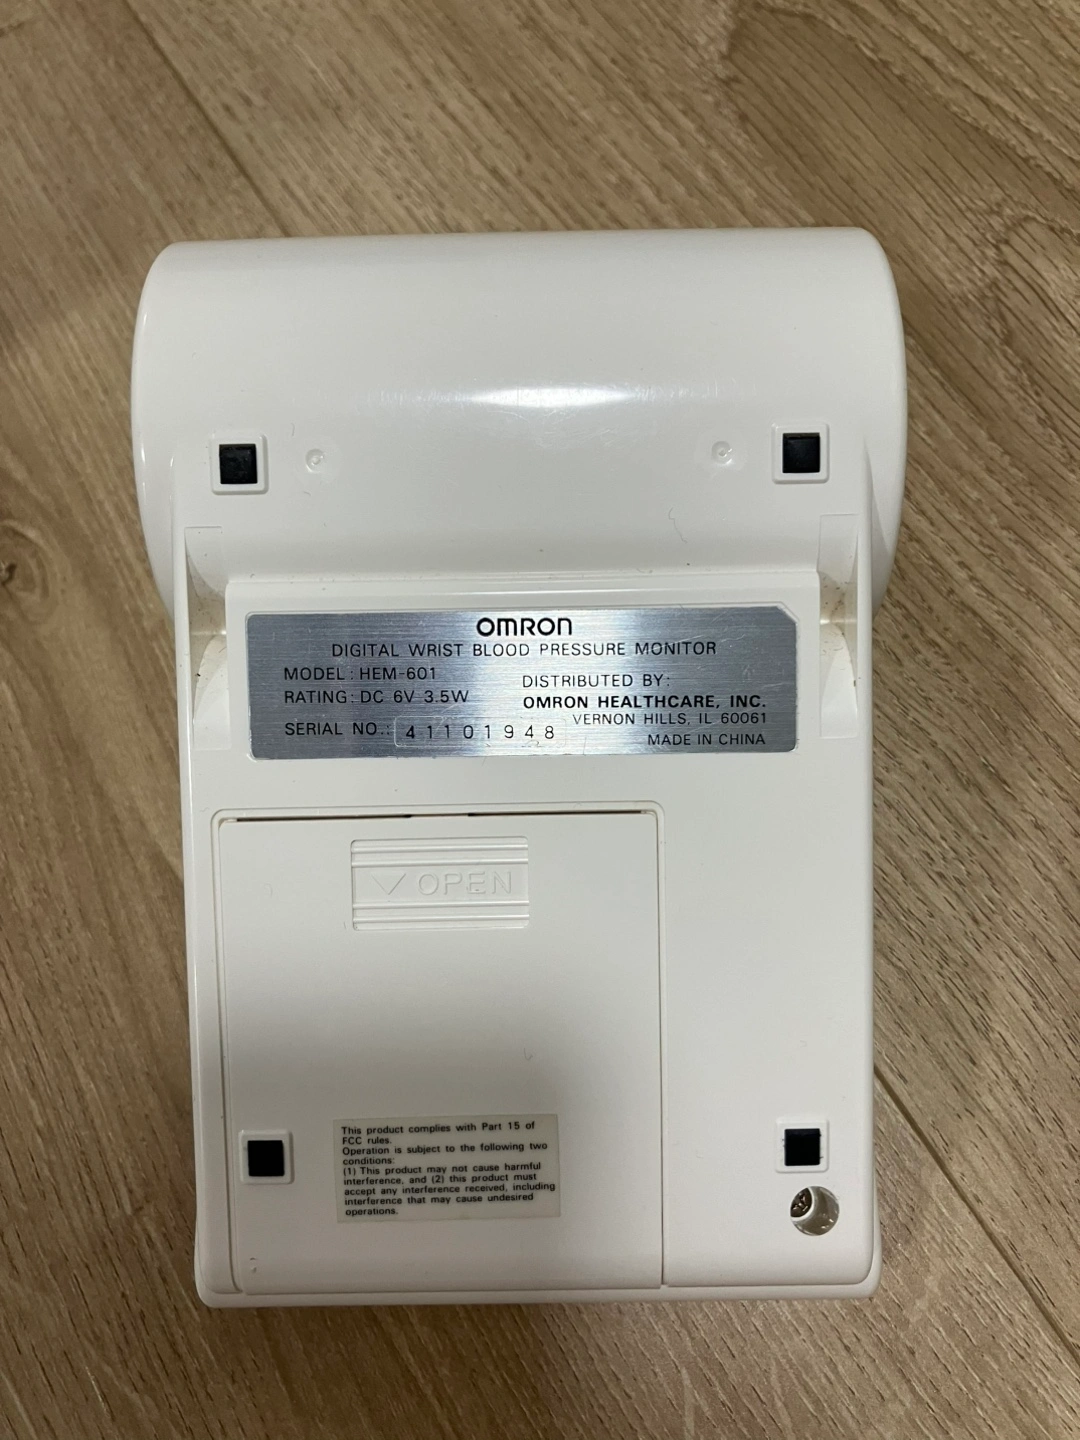 OMRON
DIGITAL WRIST BLOOD PRESSURE MONITOR
MODEL: HEM-601
RATING: DC 6V 3.5W
SERIAL NO.: 41101948
DISTRIBUTED BY:
OMRON HEALTHCARE, INC.
VERNON HILLS, IL 60061
MADE IN CHINA
OPEN
This product complies with Part 15 of
FCC rules.
Operation is subject to the following two
conditions:
(1) This product may not cause harmful
interference, and (2) this product must
accept any interference received, including
interference that may cause undesired
operations.